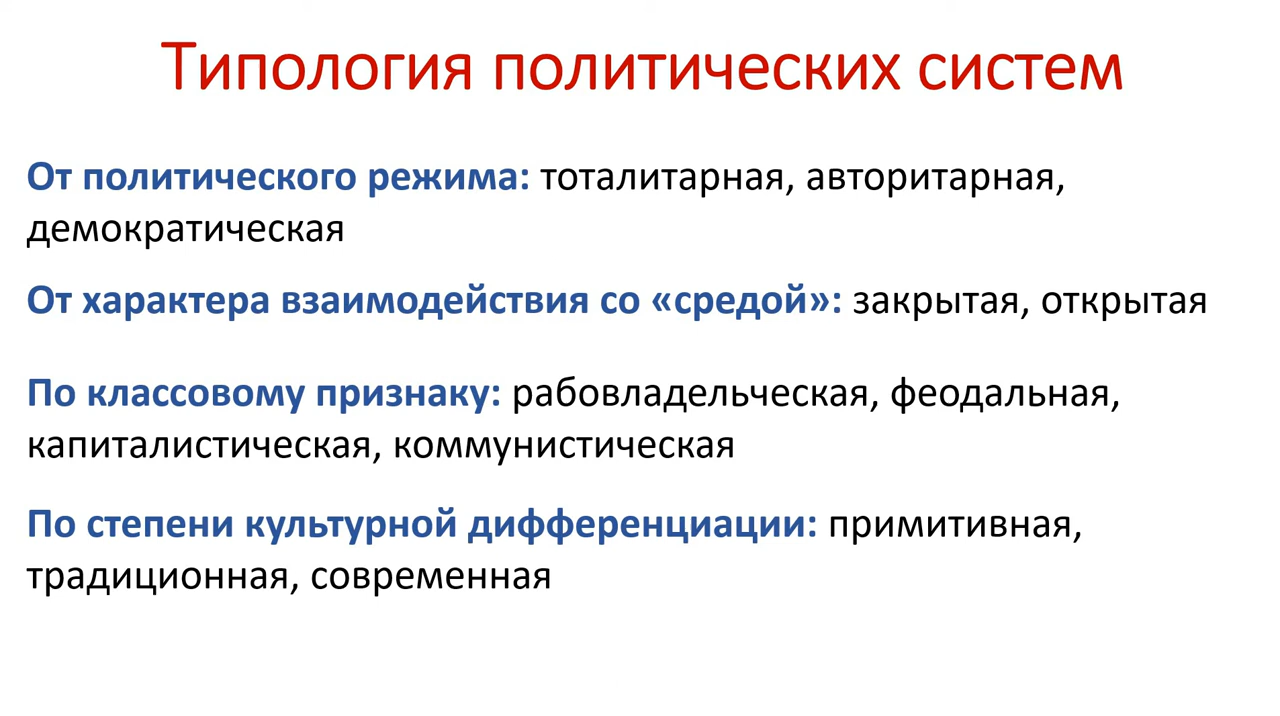 Типология политических систем
От политического режима: тоталитарная, авторитарная,
демократическая
От характера взаимодействия со «средой»: закрытая, открытая
По классовому признаку: рабовладельческая, феодальная,
капиталистическая, коммунистическая
По степени культурной дифференциации: примитивная,
традиционная, современная